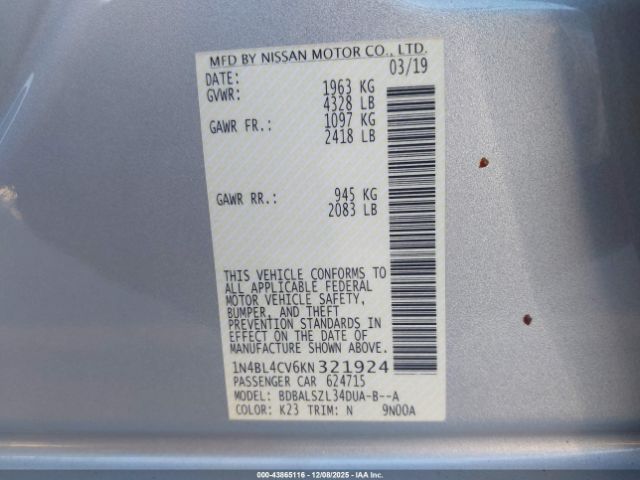 MFD BY NISSAN MOTOR CO., LTD.
DATE: 03/19
GVWR: 1963 KG
4328 LB
GAWR FR.: 1097 KG
2418 LB
GAWR RR.: 945 KG
2083 LB
THIS VEHICLE CONFORMS TO
ALL APPLICABLE FEDERAL
MOTOR VEHICLE SAFETY,
BUMPER, AND THEFT
PREVENTION STANDARDS IN
EFFECT ON THE DATE OF
MANUFACTURE SHOWN ABOVE.
1N4BL4CV6KN321924
PASSENGER CAR 624715
MODEL: BDBALSZL34DUA-B--A
COLOR: K23 TRIM: N 9N00A
000-43865116 - 12/08/2025 - IAAHQ